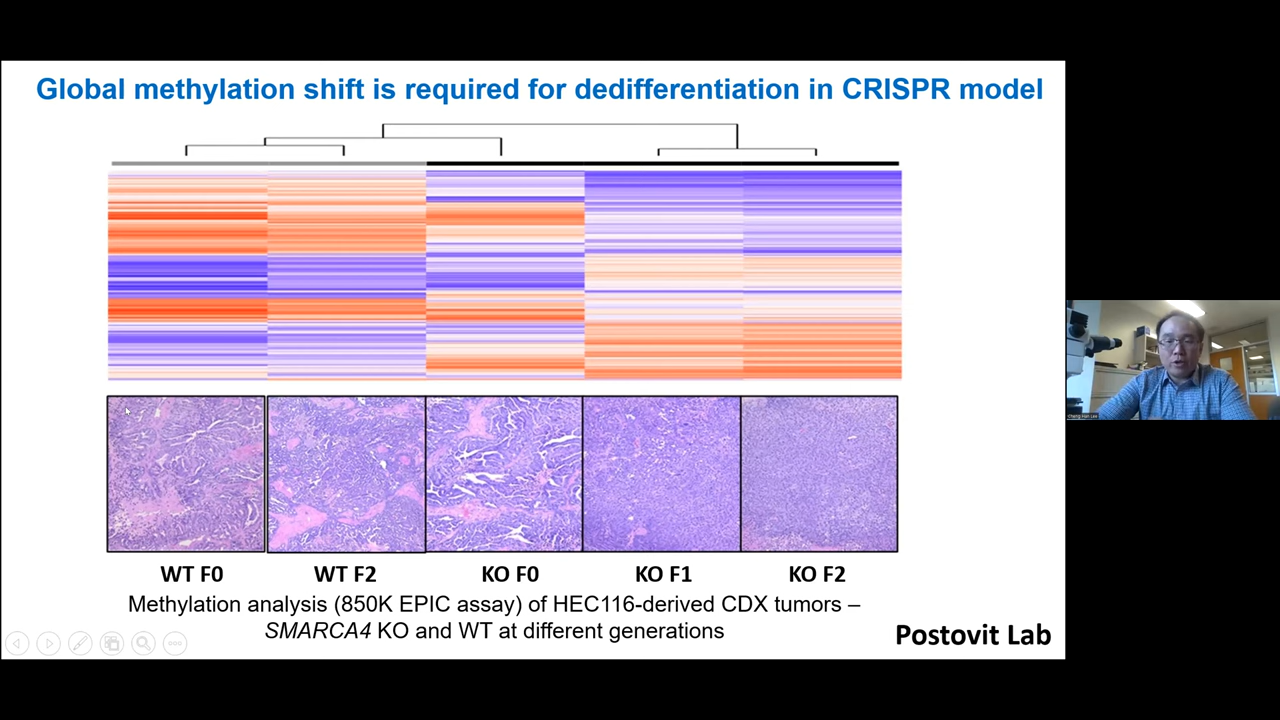 Global methylation shift is required for dedifferentiation in CRISPR model
WT F0
WT F2
KO F0
KO F1
KO F2
Methylation analysis (850K EPIC assay) of HEC116-derived CDX tumors –
SMARCA4 KO and WT at different generations
Postovit Lab